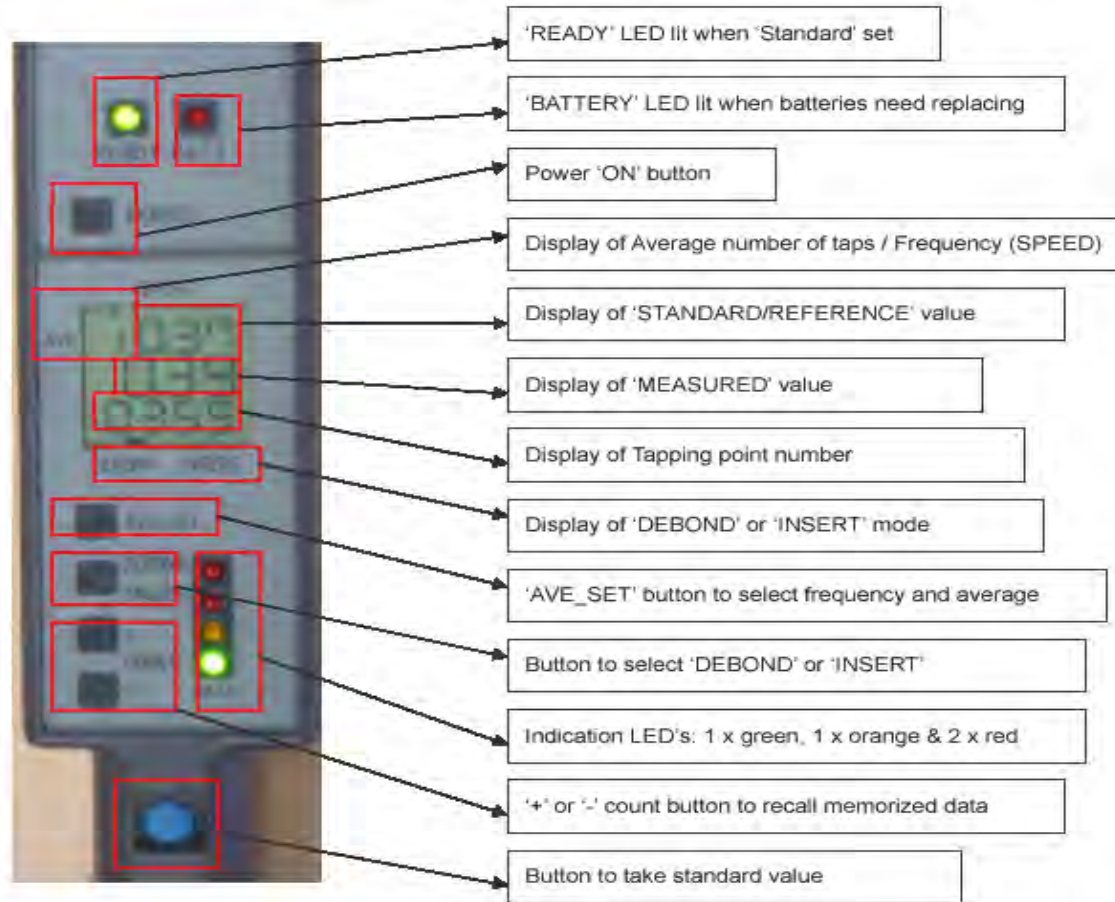 ‘READY’ LED lit when ‘Standard’ set
‘BATTERY’ LED lit when batteries need replacing
Power ‘ON’ button
Display of Average number of taps / Frequency (SPEED)
Display of ‘STANDARD/REFERENCE’ value
Display of ‘MEASURED’ value
Display of Tapping point number
Display of ‘DEBOND’ or ‘INSERT’ mode
‘AVE_SET’ button to select frequency and average
Button to select ‘DEBOND’ or ‘INSERT’
Indication LED’s: 1 x green, 1 x orange & 2 x red
‘+’ or ‘-’ count button to recall memorized data
Button to take standard value